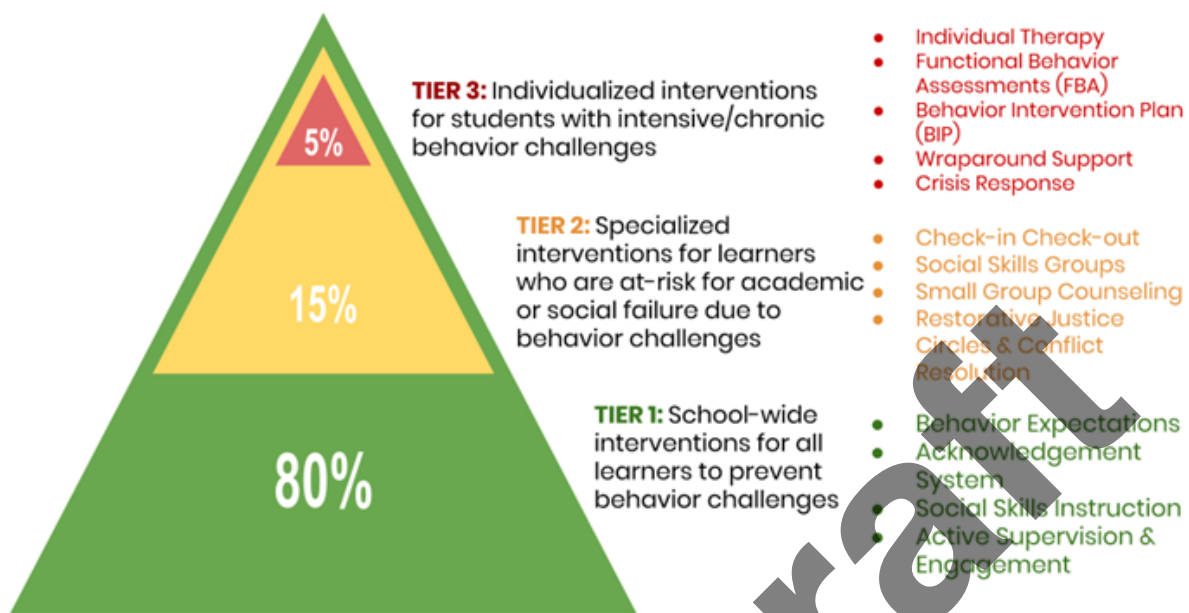 5%
TIER 3: Individualized interventions
for students with intensive/chronic
behavior challenges
● Individual Therapy
● Functional Behavior
Assessments (FBA)
● Behavior Intervention Plan
(BIP)
● Wraparound Support
● Crisis Response
15%
TIER 2: Specialized
interventions for learners
who are at-risk for academic
or social failure due to
behavior challenges
● Check-in Check-out
● Social Skills Groups
● Small Group Counseling
● Restorative Justice
Circles & Conflict
Resolution
80%
TIER 1: School-wide
interventions for all
learners to prevent
behavior challenges
● Behavior Expectations
● Acknowledgement
System
● Social Skills Instruction
● Active Supervision &
Engagement
raft